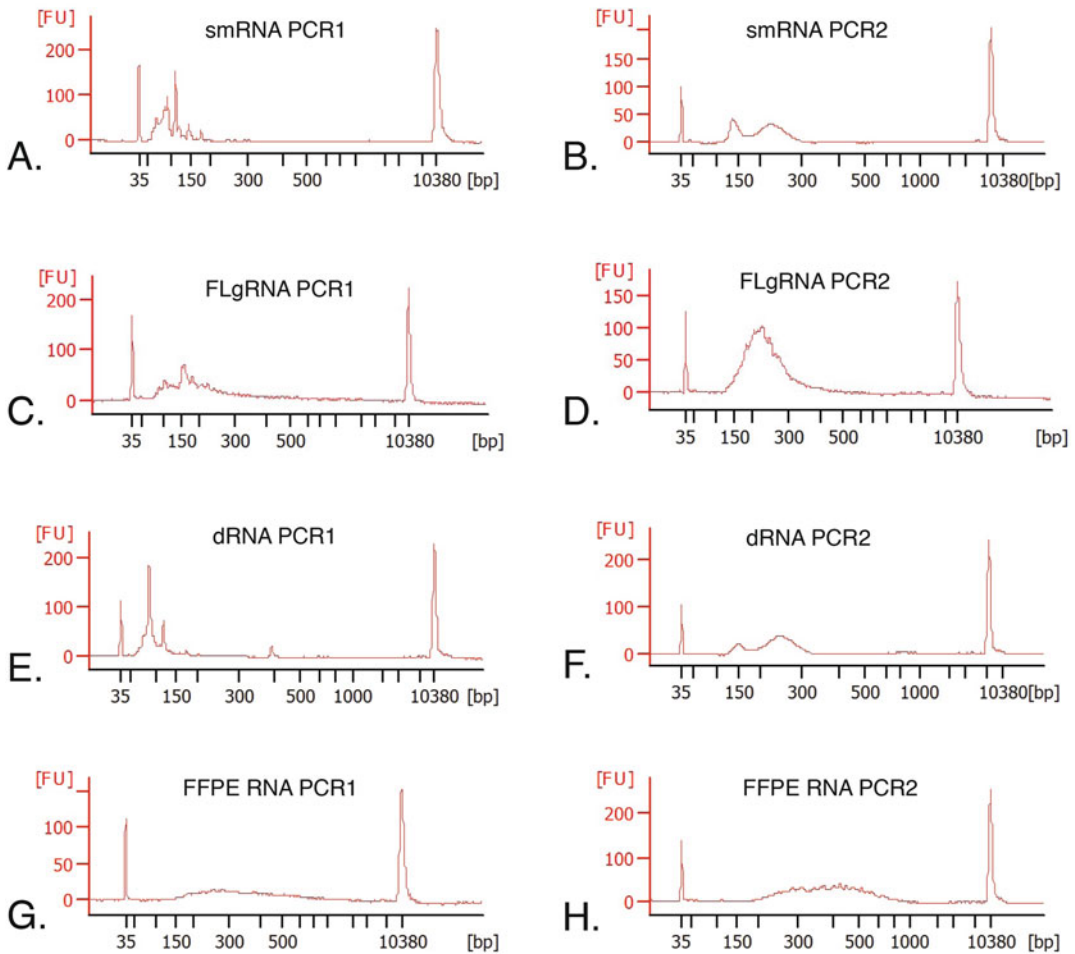 [FU]
smRNA PCR1
200
100
0
35 150 300 500 10380 [bp]
A.
[FU]
smRNA PCR2
150
100
50
0
35 150 300 500 1000 10380[bp]
B.
[FU]
FLgRNA PCR1
200
100
0
35 150 300 500 10380 [bp]
C.
[FU]
FLgRNA PCR2
150
100
50
0
35 150 300 500 10380 [bp]
D.
[FU]
dRNA PCR1
200
100
0
35 150 300 500 1000 10380[bp]
E.
[FU]
dRNA PCR2
200
100
0
35 150 300 500 1000 10380[bp]
F.
[FU]
FFPE RNA PCR1
100
50
0
35 150 300 500 10380 [bp]
G.
[FU]
FFPE RNA PCR2
200
100
0
35 150 300 500 1000 10380 [bp]
H.